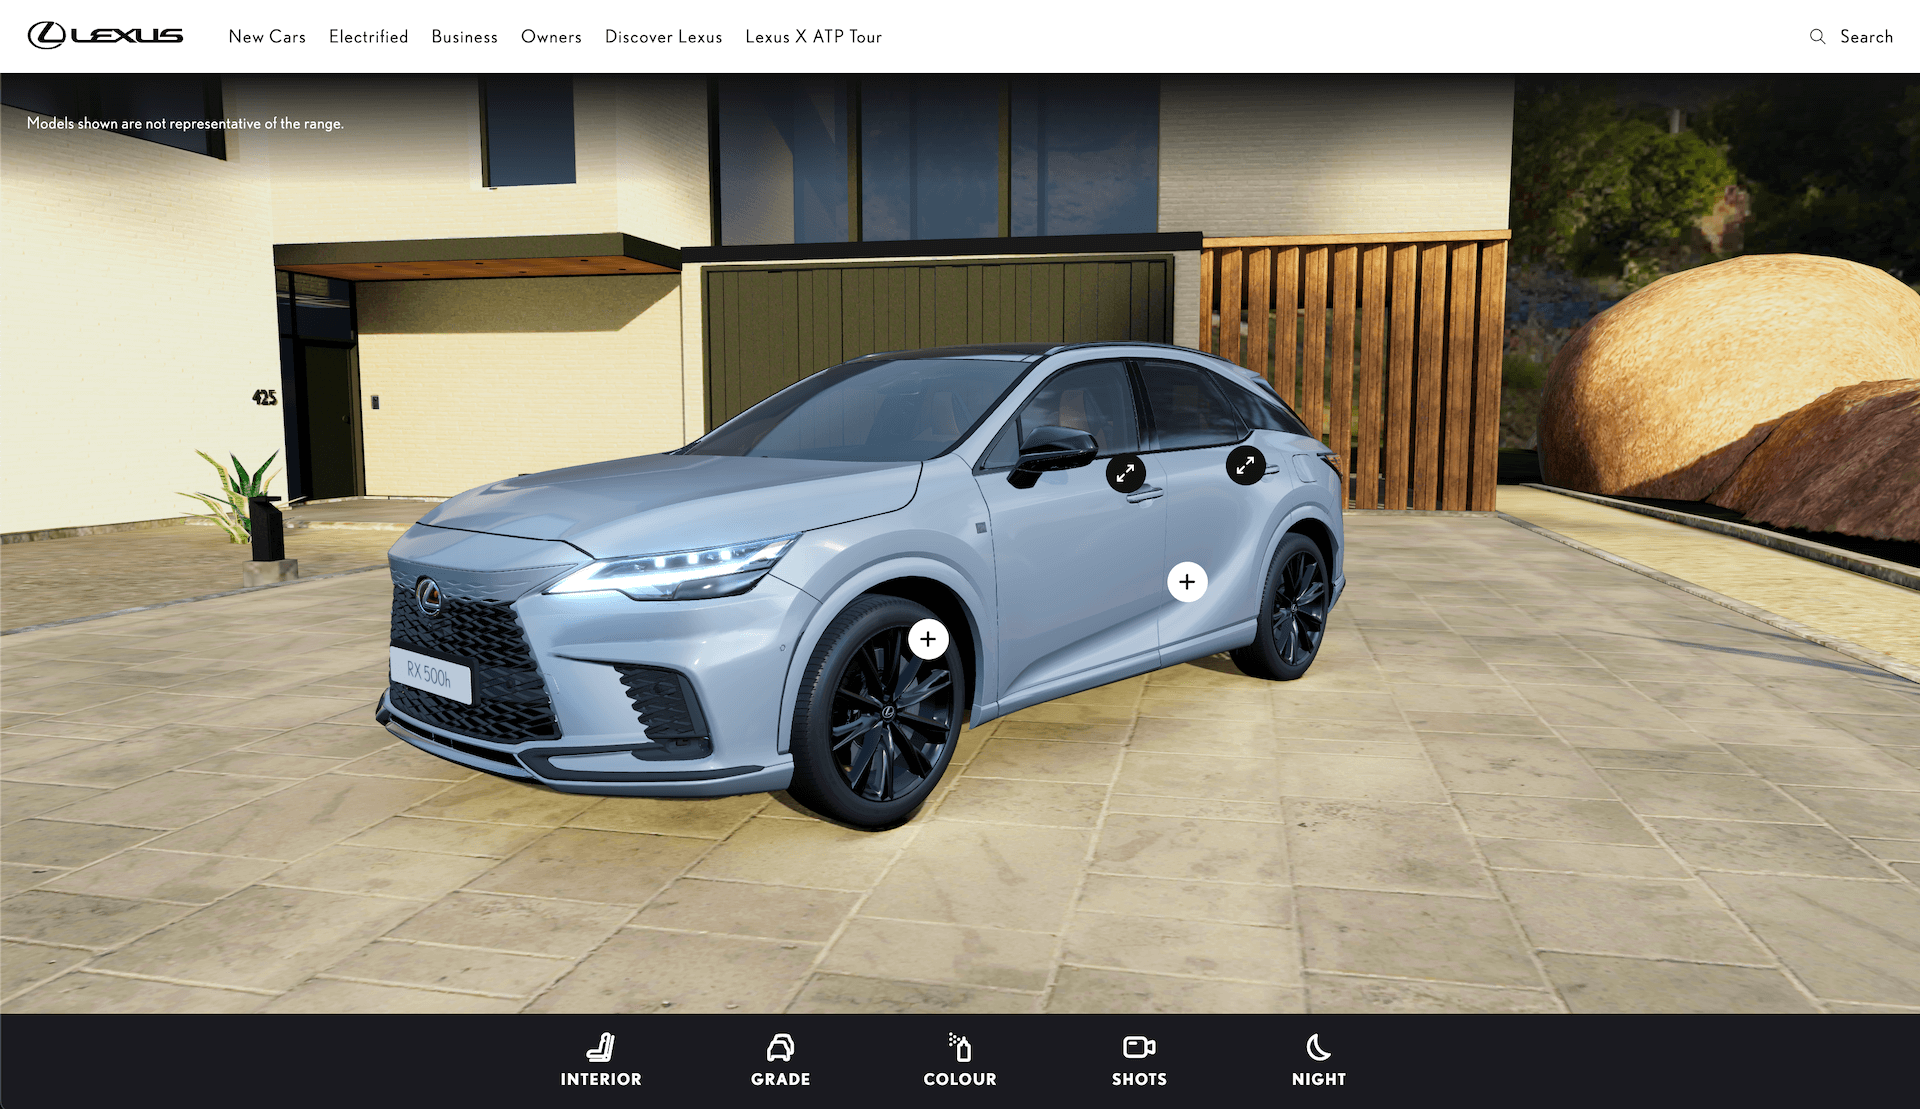 LEXUS
New Cars
Electrified
Business
Owners
Discover Lexus
Lexus X ATP Tour
Search
Models shown are not representative of the range.
425
RX 500h
INTERIOR
GRADE
COLOUR
SHOTS
NIGHT